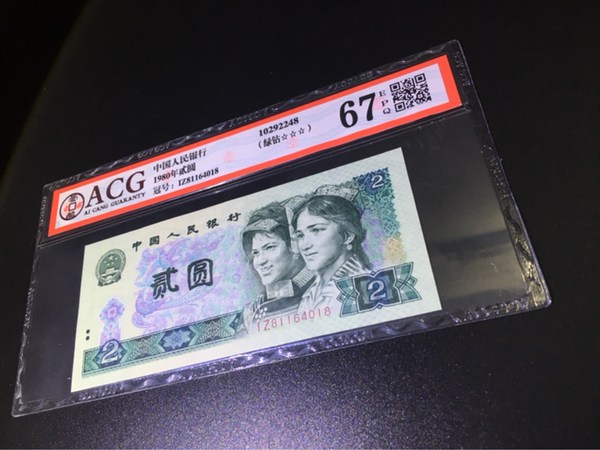 ACG
AI CANG GUARANTY
中国人民银行
1980年贰圆
冠号：IZ81164018
10292248
（绿钻☆☆☆）
67
EPQ
中国人民银行
贰圆
2
2
2
IZ81164018